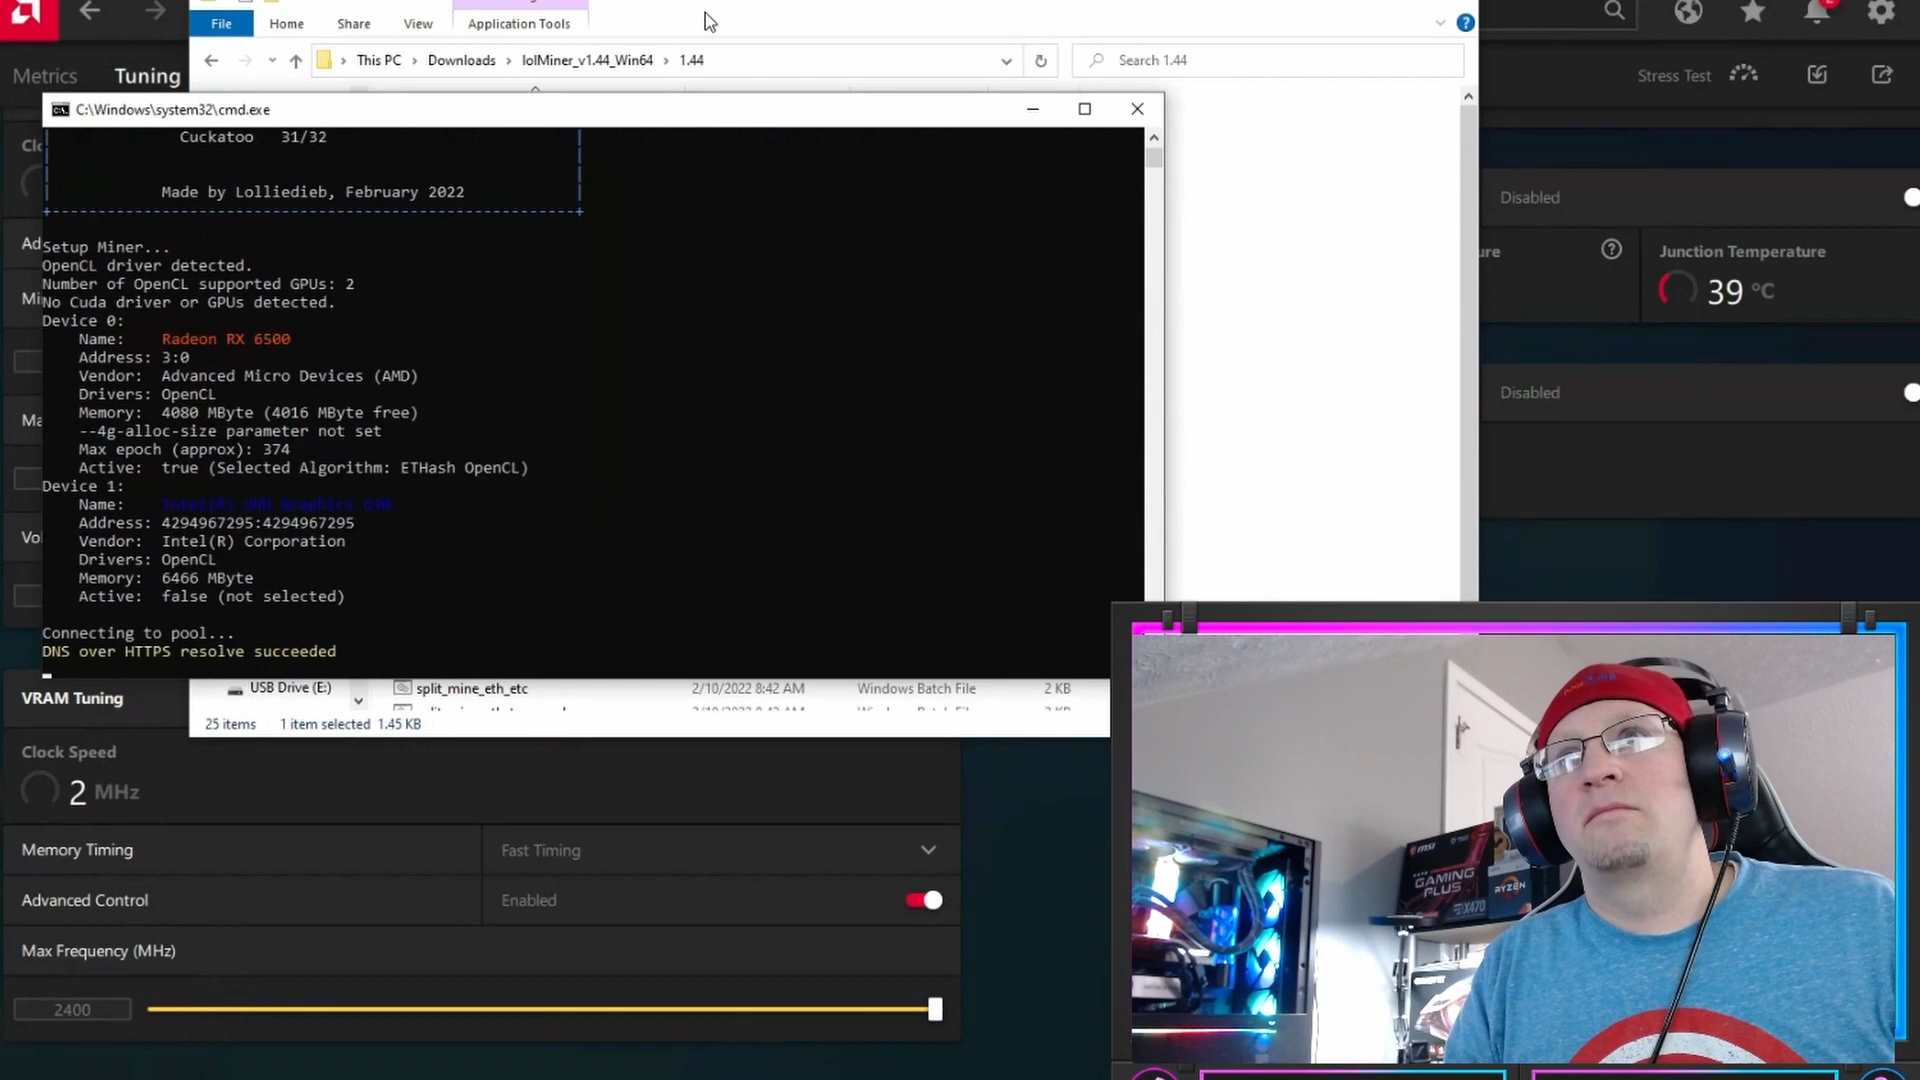 File
Home
Share
View
Application Tools
This PC
Downloads
lolMiner_v1.44_Win64
1.44
Search 1.44
Metrics
Tuning
Stress Test
C:\Windows\system32\cmd.exe
Cuckatoo 31/32
Made by Lolliedieb, February 2022
Setup Miner...
OpenCL driver detected.
Number of OpenCL supported GPUs: 2
No Cuda driver or GPUs detected.
Device 0:
Name: Radeon RX 6500
Address: 3:0
Vendor: Advanced Micro Devices (AMD)
Drivers: OpenCL
Memory: 4080 MByte (4016 MByte free)
--4g-alloc-size parameter not set
Max epoch (approx): 374
Active: true (Selected Algorithm: ETHash OpenCL)
Device 1:
Name: Intel(R) UHD Graphics 630
Address: 4294967295:4294967295
Vendor: Intel(R) Corporation
Drivers: OpenCL
Memory: 6466 MByte
Active: false (not selected)
Connecting to pool...
DNS over HTTPS resolve succeeded
Disabled
Junction Temperature
39 °C
Disabled
USB Drive (E:)
split_mine_eth_etc
2/10/2022 8:42 AM
Windows Batch File
2 KB
25 items
1 item selected 1.45 KB
VRAM Tuning
Clock Speed
2 MHz
Memory Timing
Fast Timing
Advanced Control
Enabled
Max Frequency (MHz)
2400
msi
GAMING
PLUS
X470
RYZEN